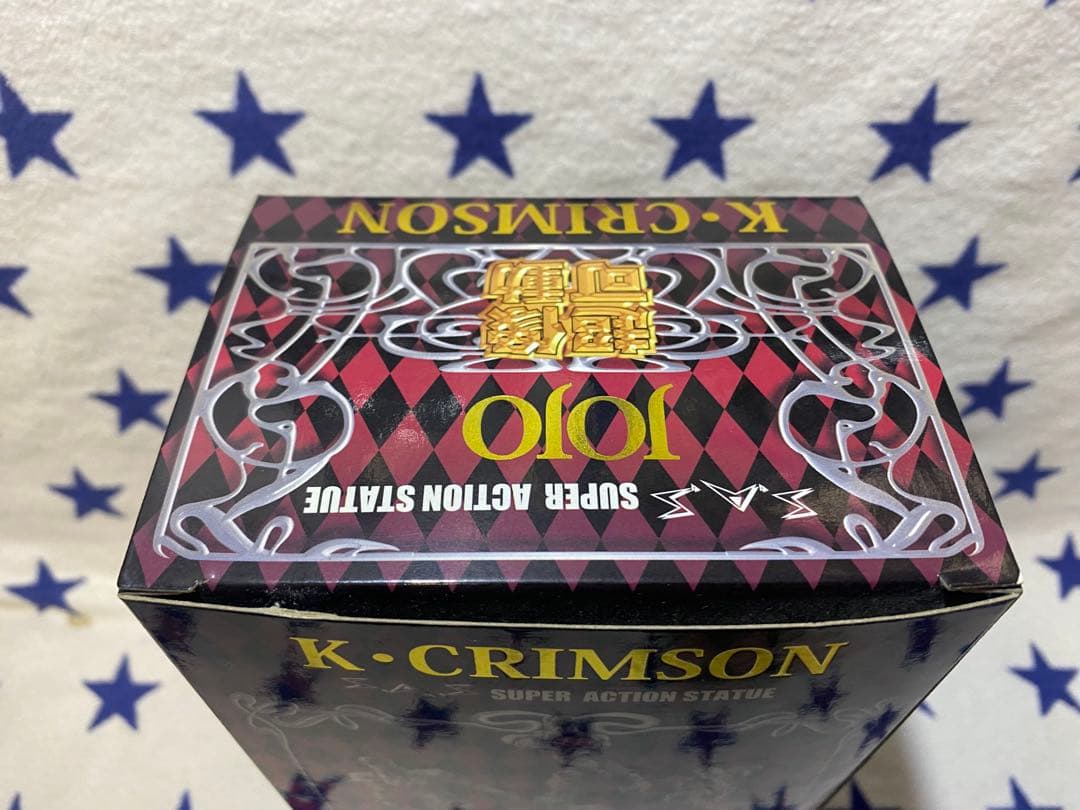 S.A.S SUPER ACTION STATUE
JOJO
超像
可動
K・CRIMSON
K・CRIMSON
S.A.S SUPER ACTION STATUE